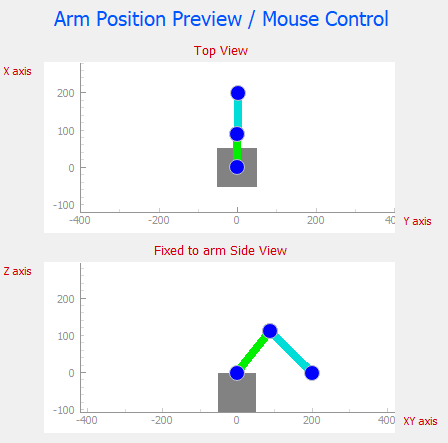 Arm Position Preview / Mouse Control
Top View
X axis
200
100
0
-100
-400 -200 0 200 400
Y axis
Fixed to arm Side View
Z axis
200
100
0
-100
-400 -200 0 200 400
XY axis